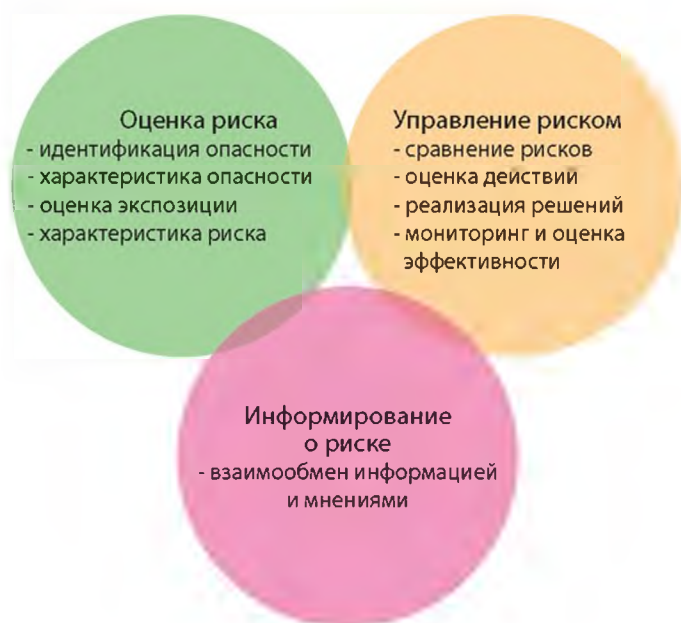 Оценка риска
- идентификация опасности
- характеристика опасности
- оценка экспозиции
- характеристика риска
Управление риском
- сравнение рисков
- оценка действий
- реализация решений
- мониторинг и оценка
эффективности
Информирование
о риске
- взаимообмен информацией
и мнениями